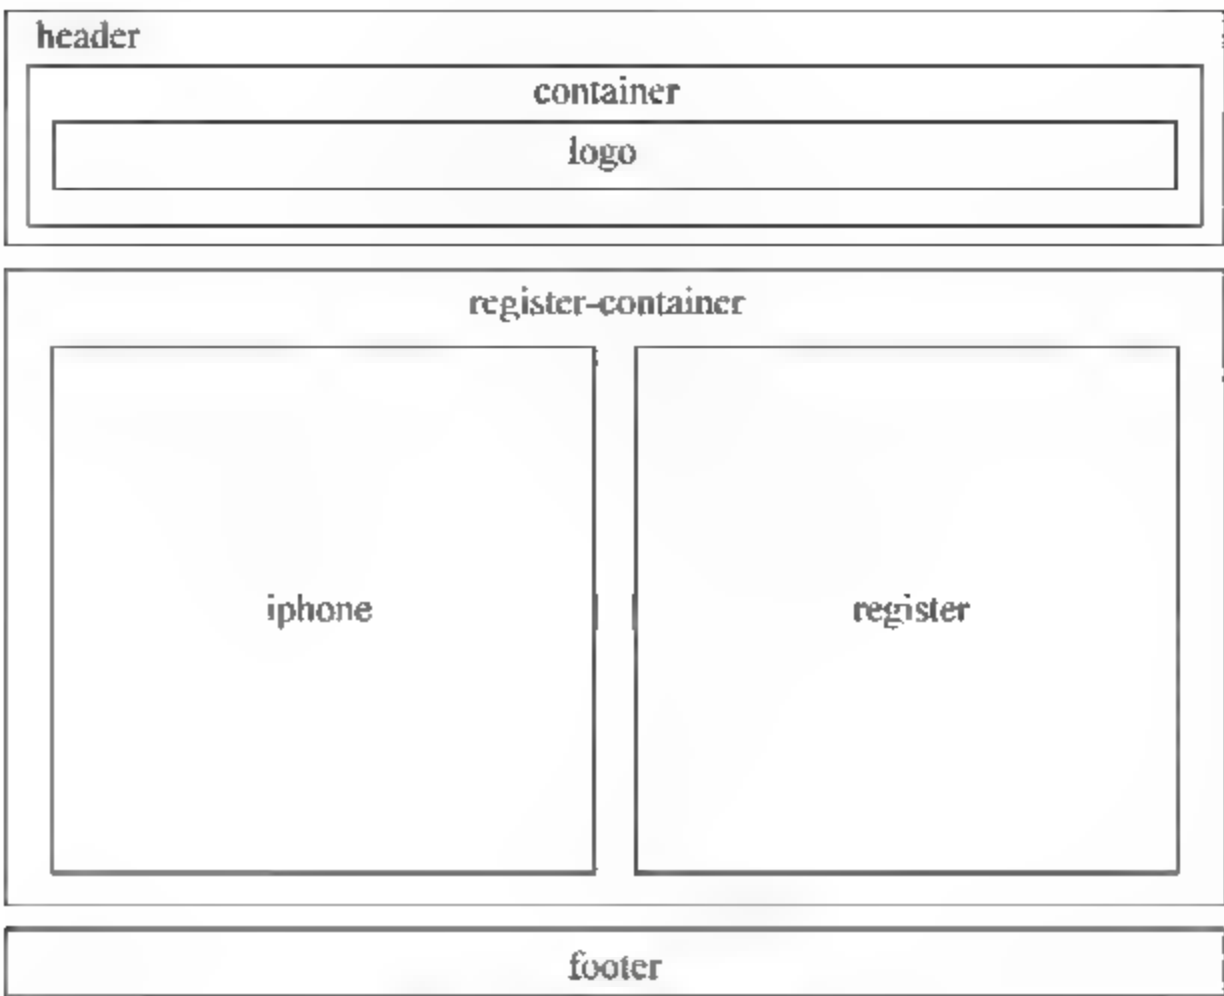 header
container
logo
register-container
iphone
register
footer